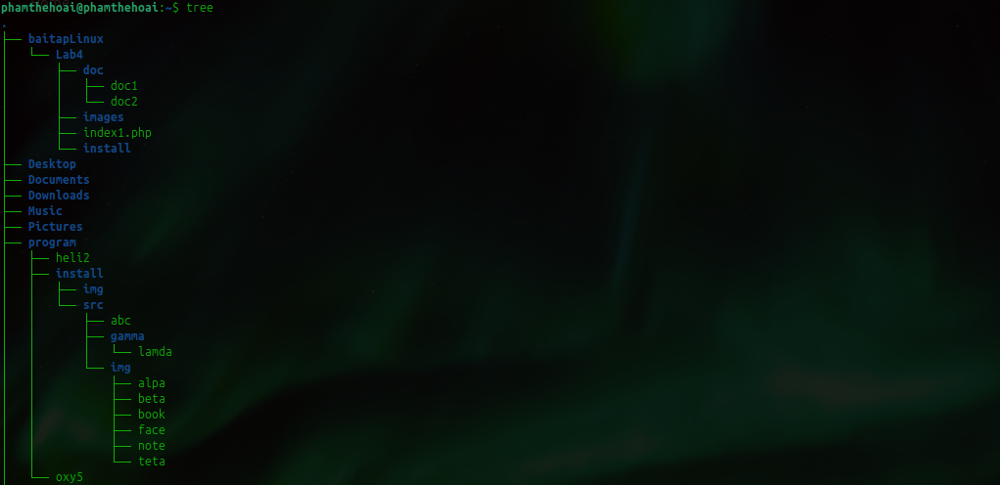 phamthehoai@phamthehoai:~$ tree
.
├── baitapLinux
│   └── Lab4
│       ├── doc
│       │   ├── doc1
│       │   └── doc2
│       ├── images
│       ├── index1.php
│       └── install
├── Desktop
├── Documents
├── Downloads
├── Music
├── Pictures
├── program
│   ├── heli2
│   ├── install
│   │   ├── img
│   │   └── src
│   │       ├── abc
│   │       ├── gamma
│   │       │   └── lamda
│   │       └── img
│   │           ├── alpa
│   │           ├── beta
│   │           ├── book
│   │           ├── face
│   │           ├── note
│   │           └── teta
│   └── oxy5